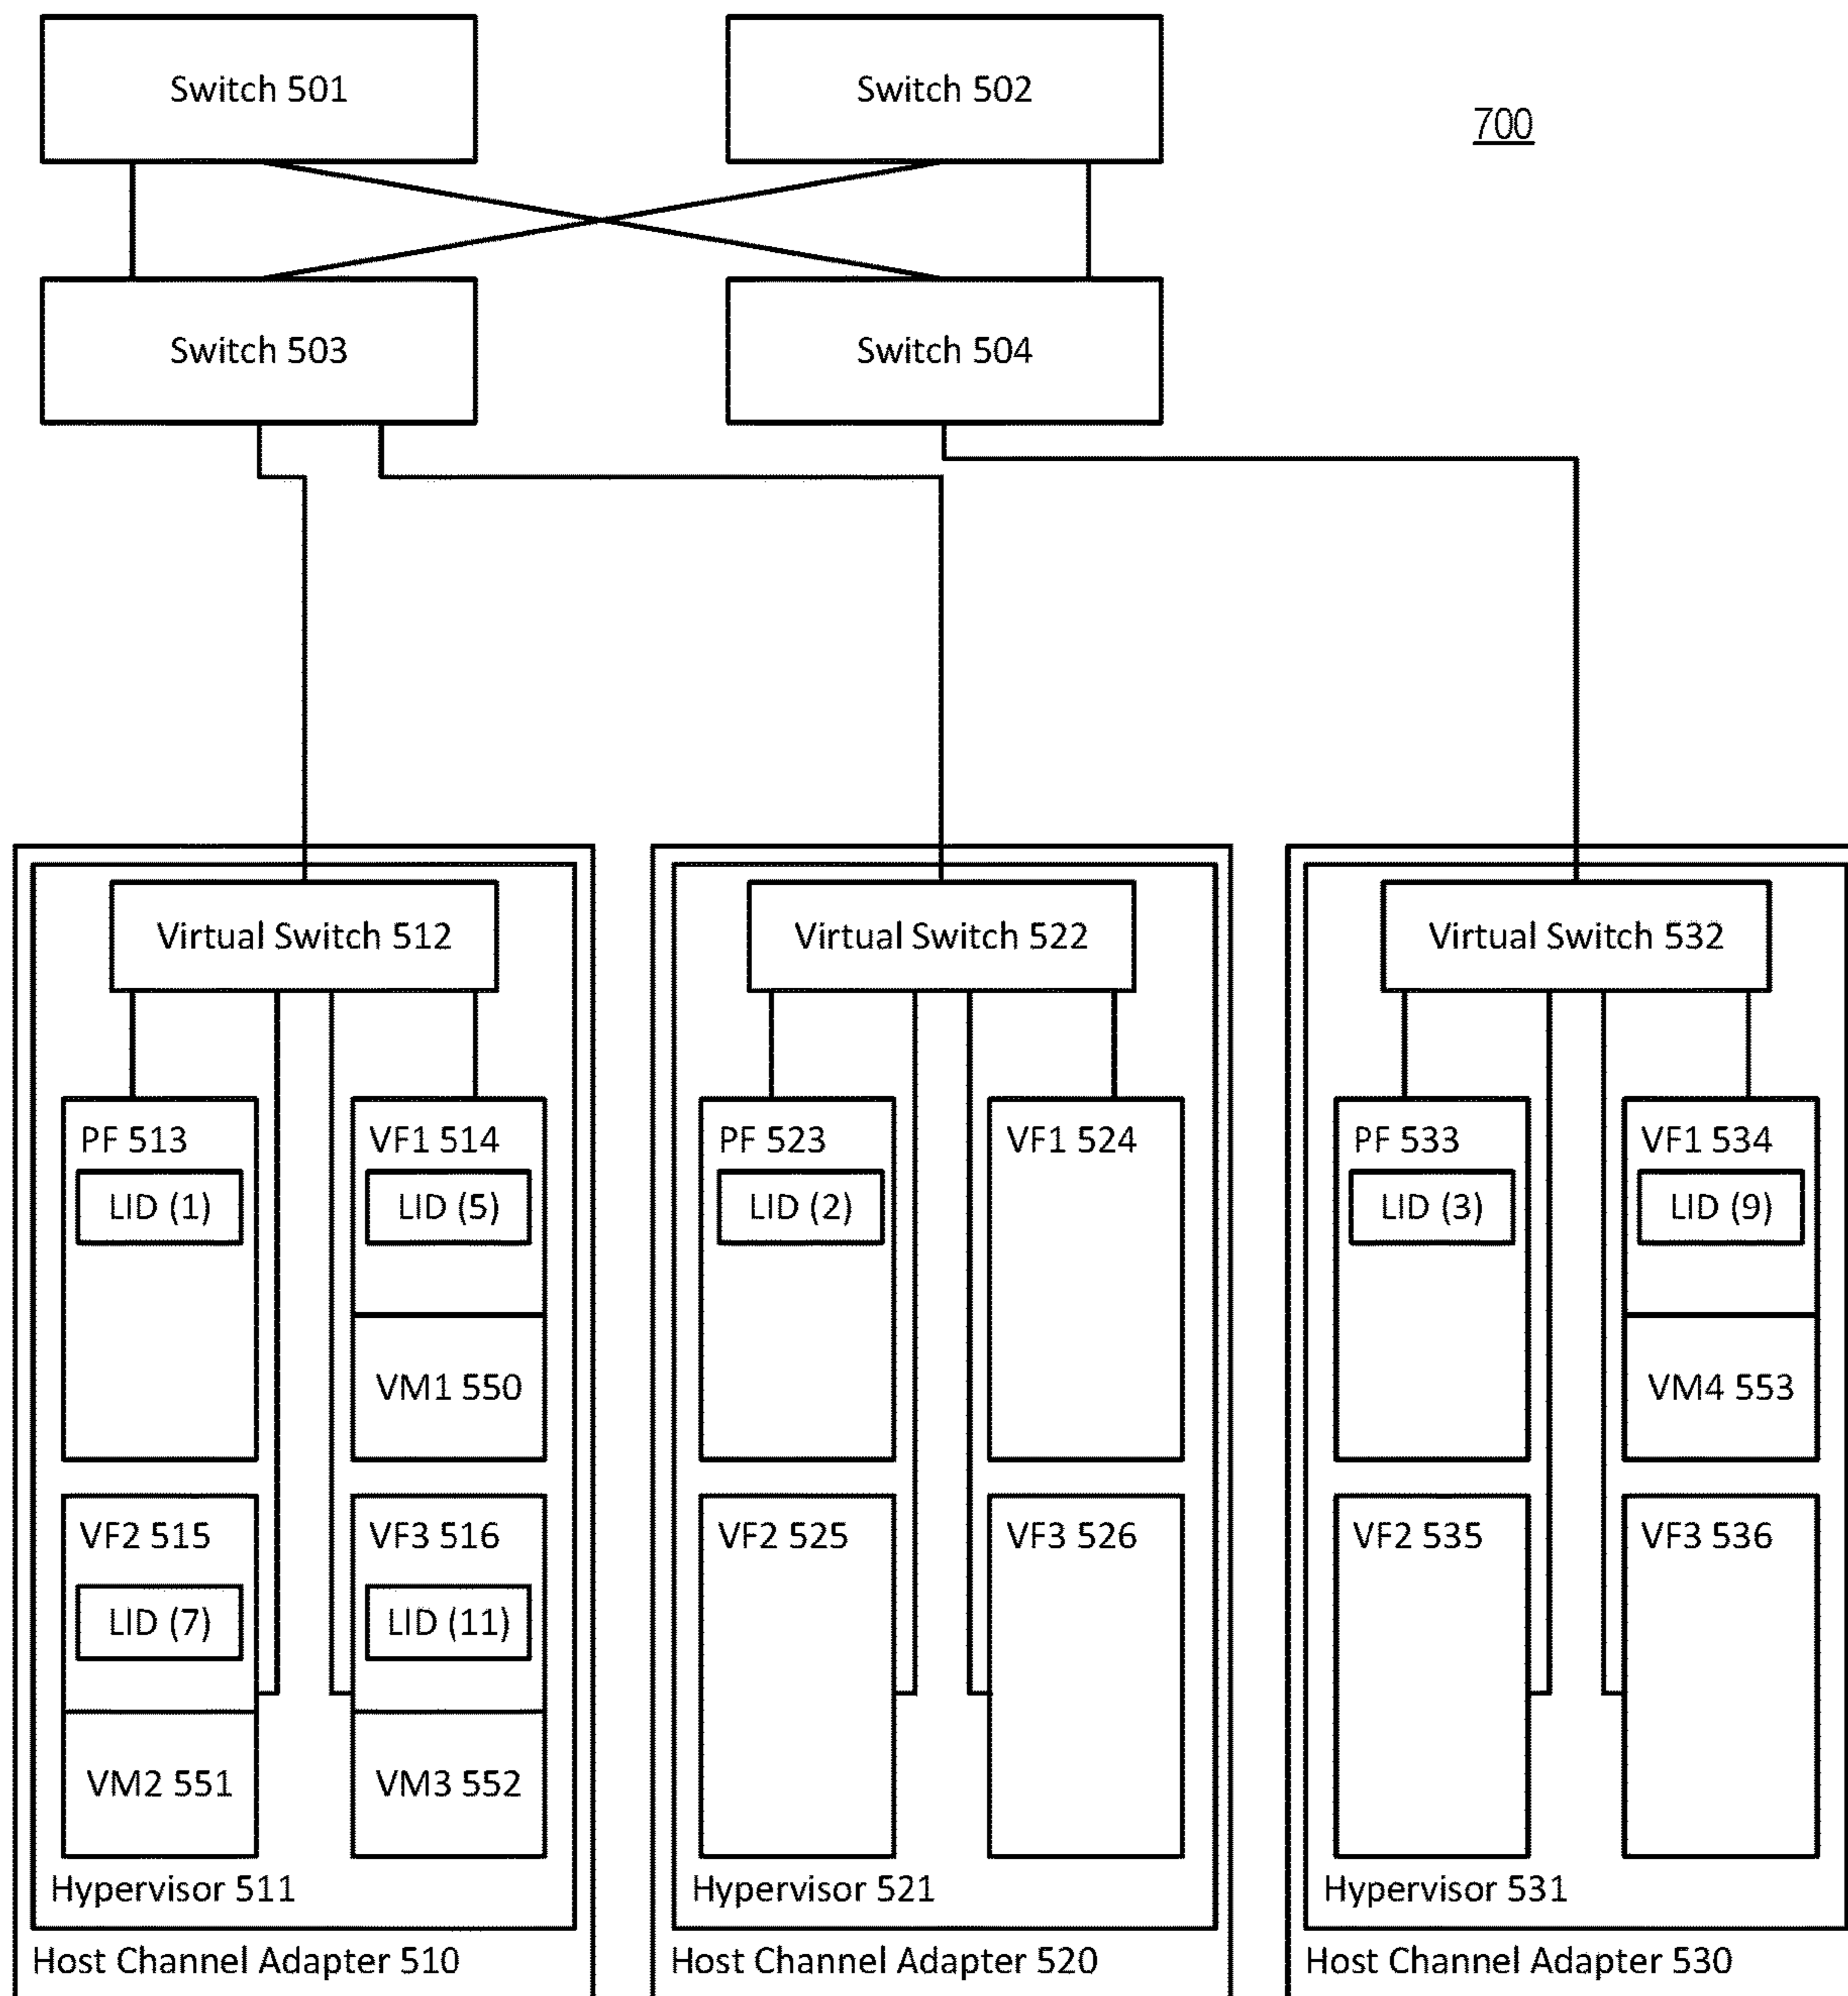 Switch 501
Switch 502
700
Switch 503
Switch 504
Virtual Switch 512
Virtual Switch 522
Virtual Switch 532
PF 513
LID (1)
VF1 514
LID (5)
VM1 550
VF2 515
LID (7)
VM2 551
VF3 516
LID (11)
VM3 552
Hypervisor 511
Host Channel Adapter 510
PF 523
LID (2)
VF1 524
VF2 525
VF3 526
Hypervisor 521
Host Channel Adapter 520
PF 533
LID (3)
VF1 534
LID (9)
VM4 553
VF2 535
VF3 536
Hypervisor 531
Host Channel Adapter 530